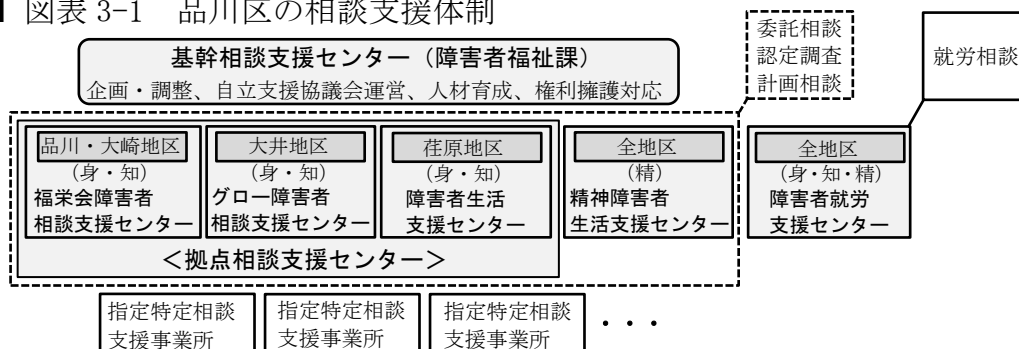 図表 3-1 品川区の相談支援体制
基幹相談支援センター（障害者福祉課）
企画・調整、自立支援協議会運営、人材育成、権利擁護対応
委託相談
認定調査
計画相談
就労相談
品川・大崎地区
（身・知）
福栄会障害者
相談支援センター
大井地区
（身・知）
グロー障害者
相談支援センター
荏原地区
（身・知）
障害者生活
支援センター
全地区
（精）
精神障害者
生活支援センター
全地区
（身・知・精）
障害者就労
支援センター
＜拠点相談支援センター＞
指定特定相談
支援事業所
指定特定相談
支援事業所
指定特定相談
支援事業所
・・・